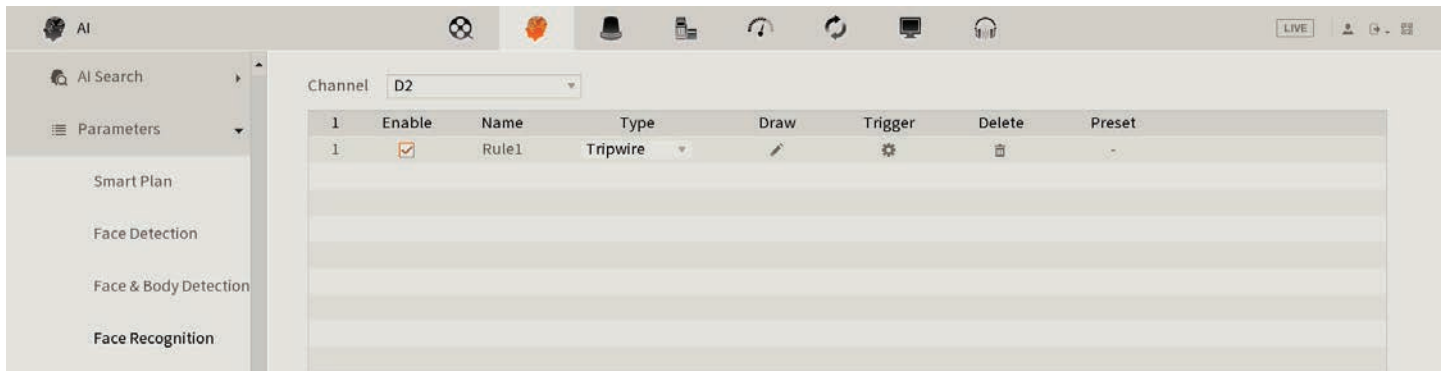 AI
LIVE
AI Search
Parameters
Smart Plan
Face Detection
Face & Body Detection
Face Recognition
Channel D2
1 Enable Name Type Draw Trigger Delete Preset
1 Rule1 Tripwire -